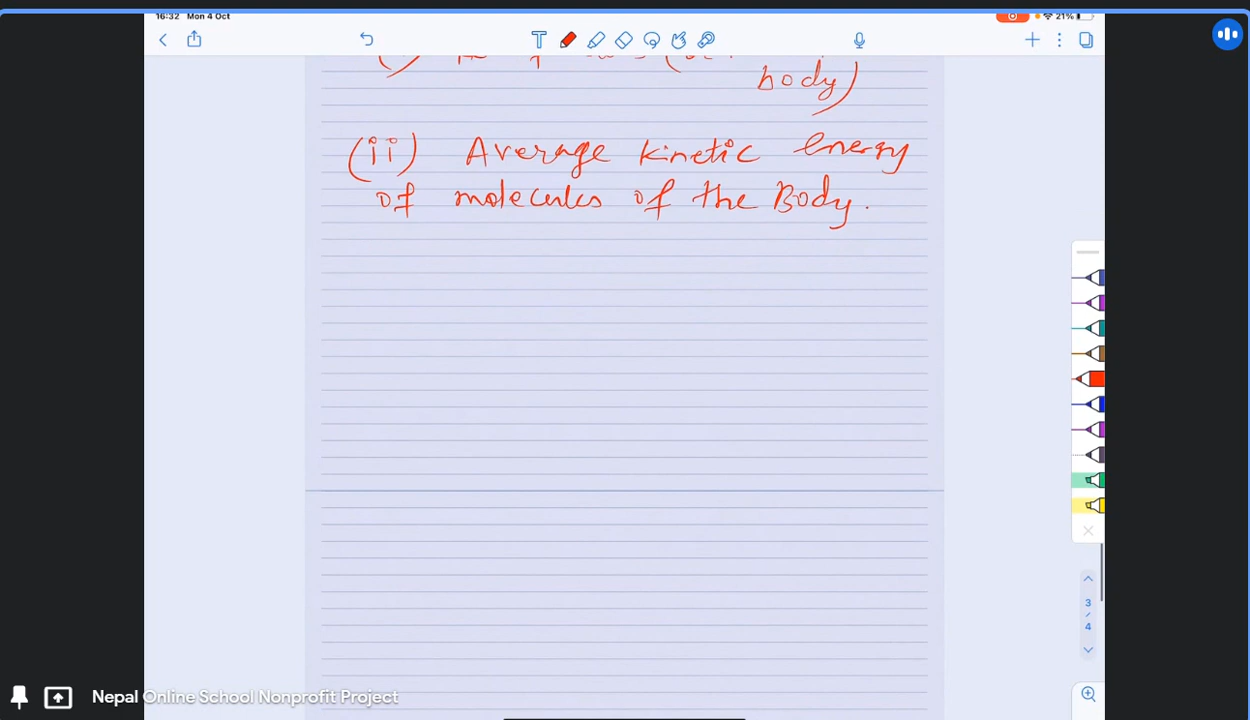 16:32 Mon 4 Oct
21%
body)
(ii) Average kinetic energy
of molecules of the Body.
3
/
4
Nepal Online School Nonprofit Project